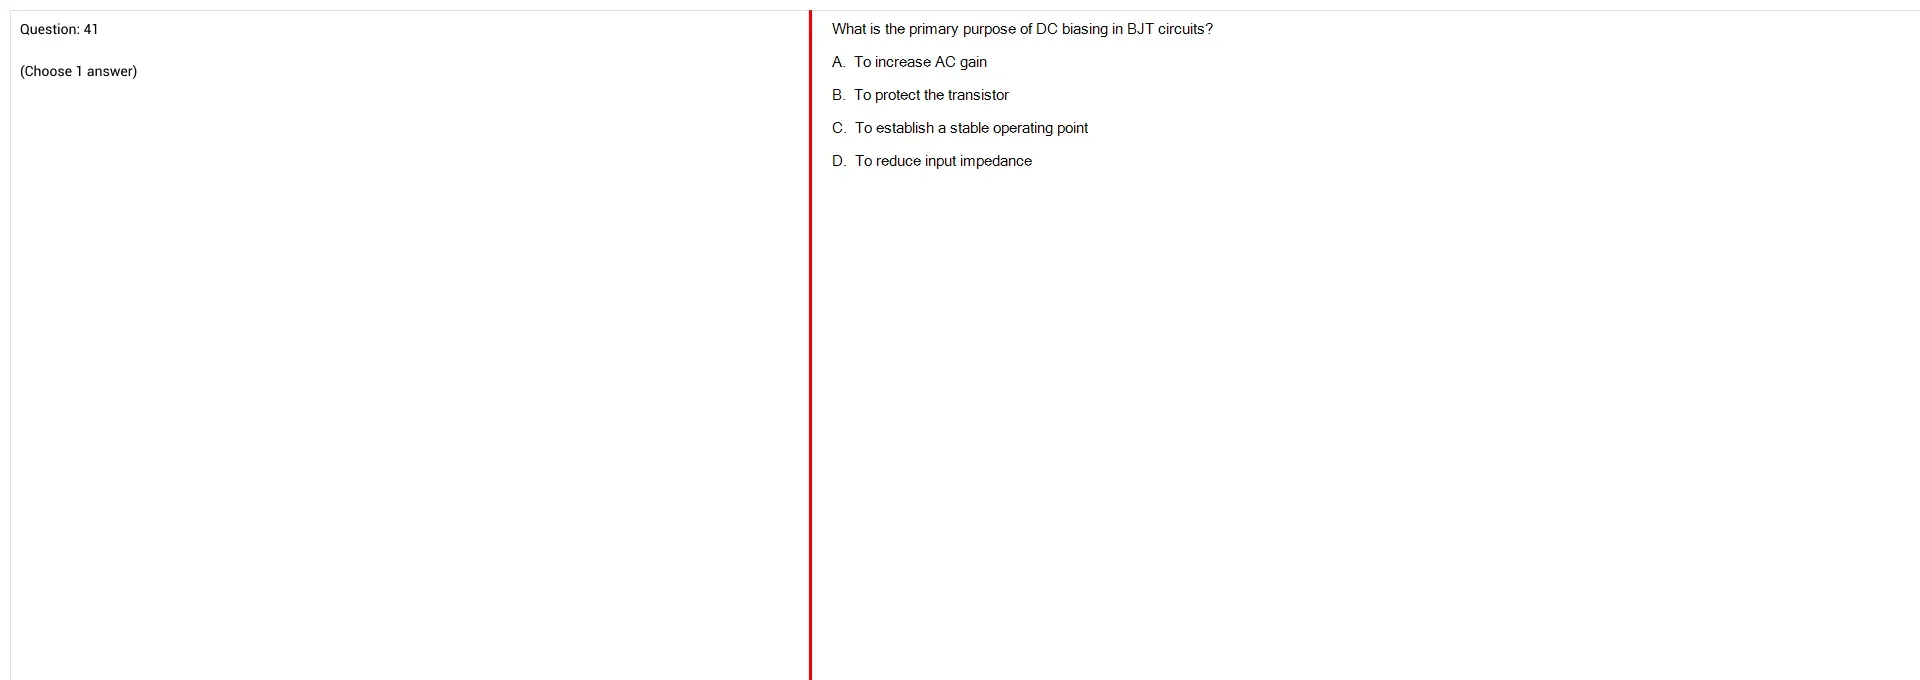 Question: 41
(Choose 1 answer)
What is the primary purpose of DC biasing in BJT circuits?
A. To increase AC gain
B. To protect the transistor
C. To establish a stable operating point
D. To reduce input impedance